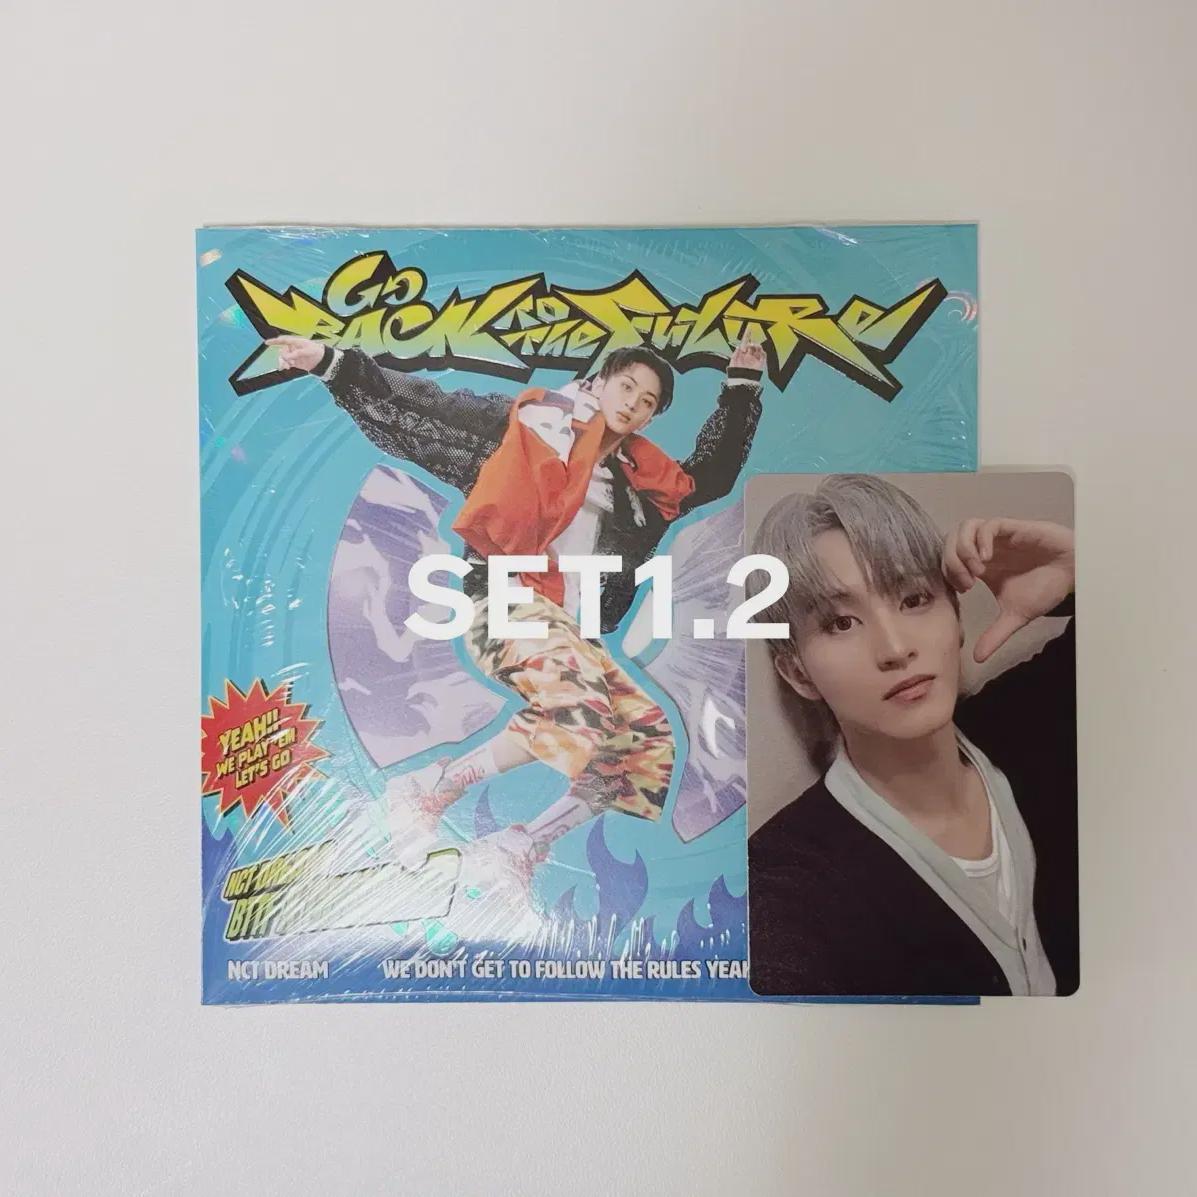 GO
BACK TO THE FUTURE
SET1.2
YEAH!!
WE PLAY 'EM
LET'S GO
NCT DREAM
NCT DREAM WE DON'T GET TO FOLLOW THE RULES YEAH